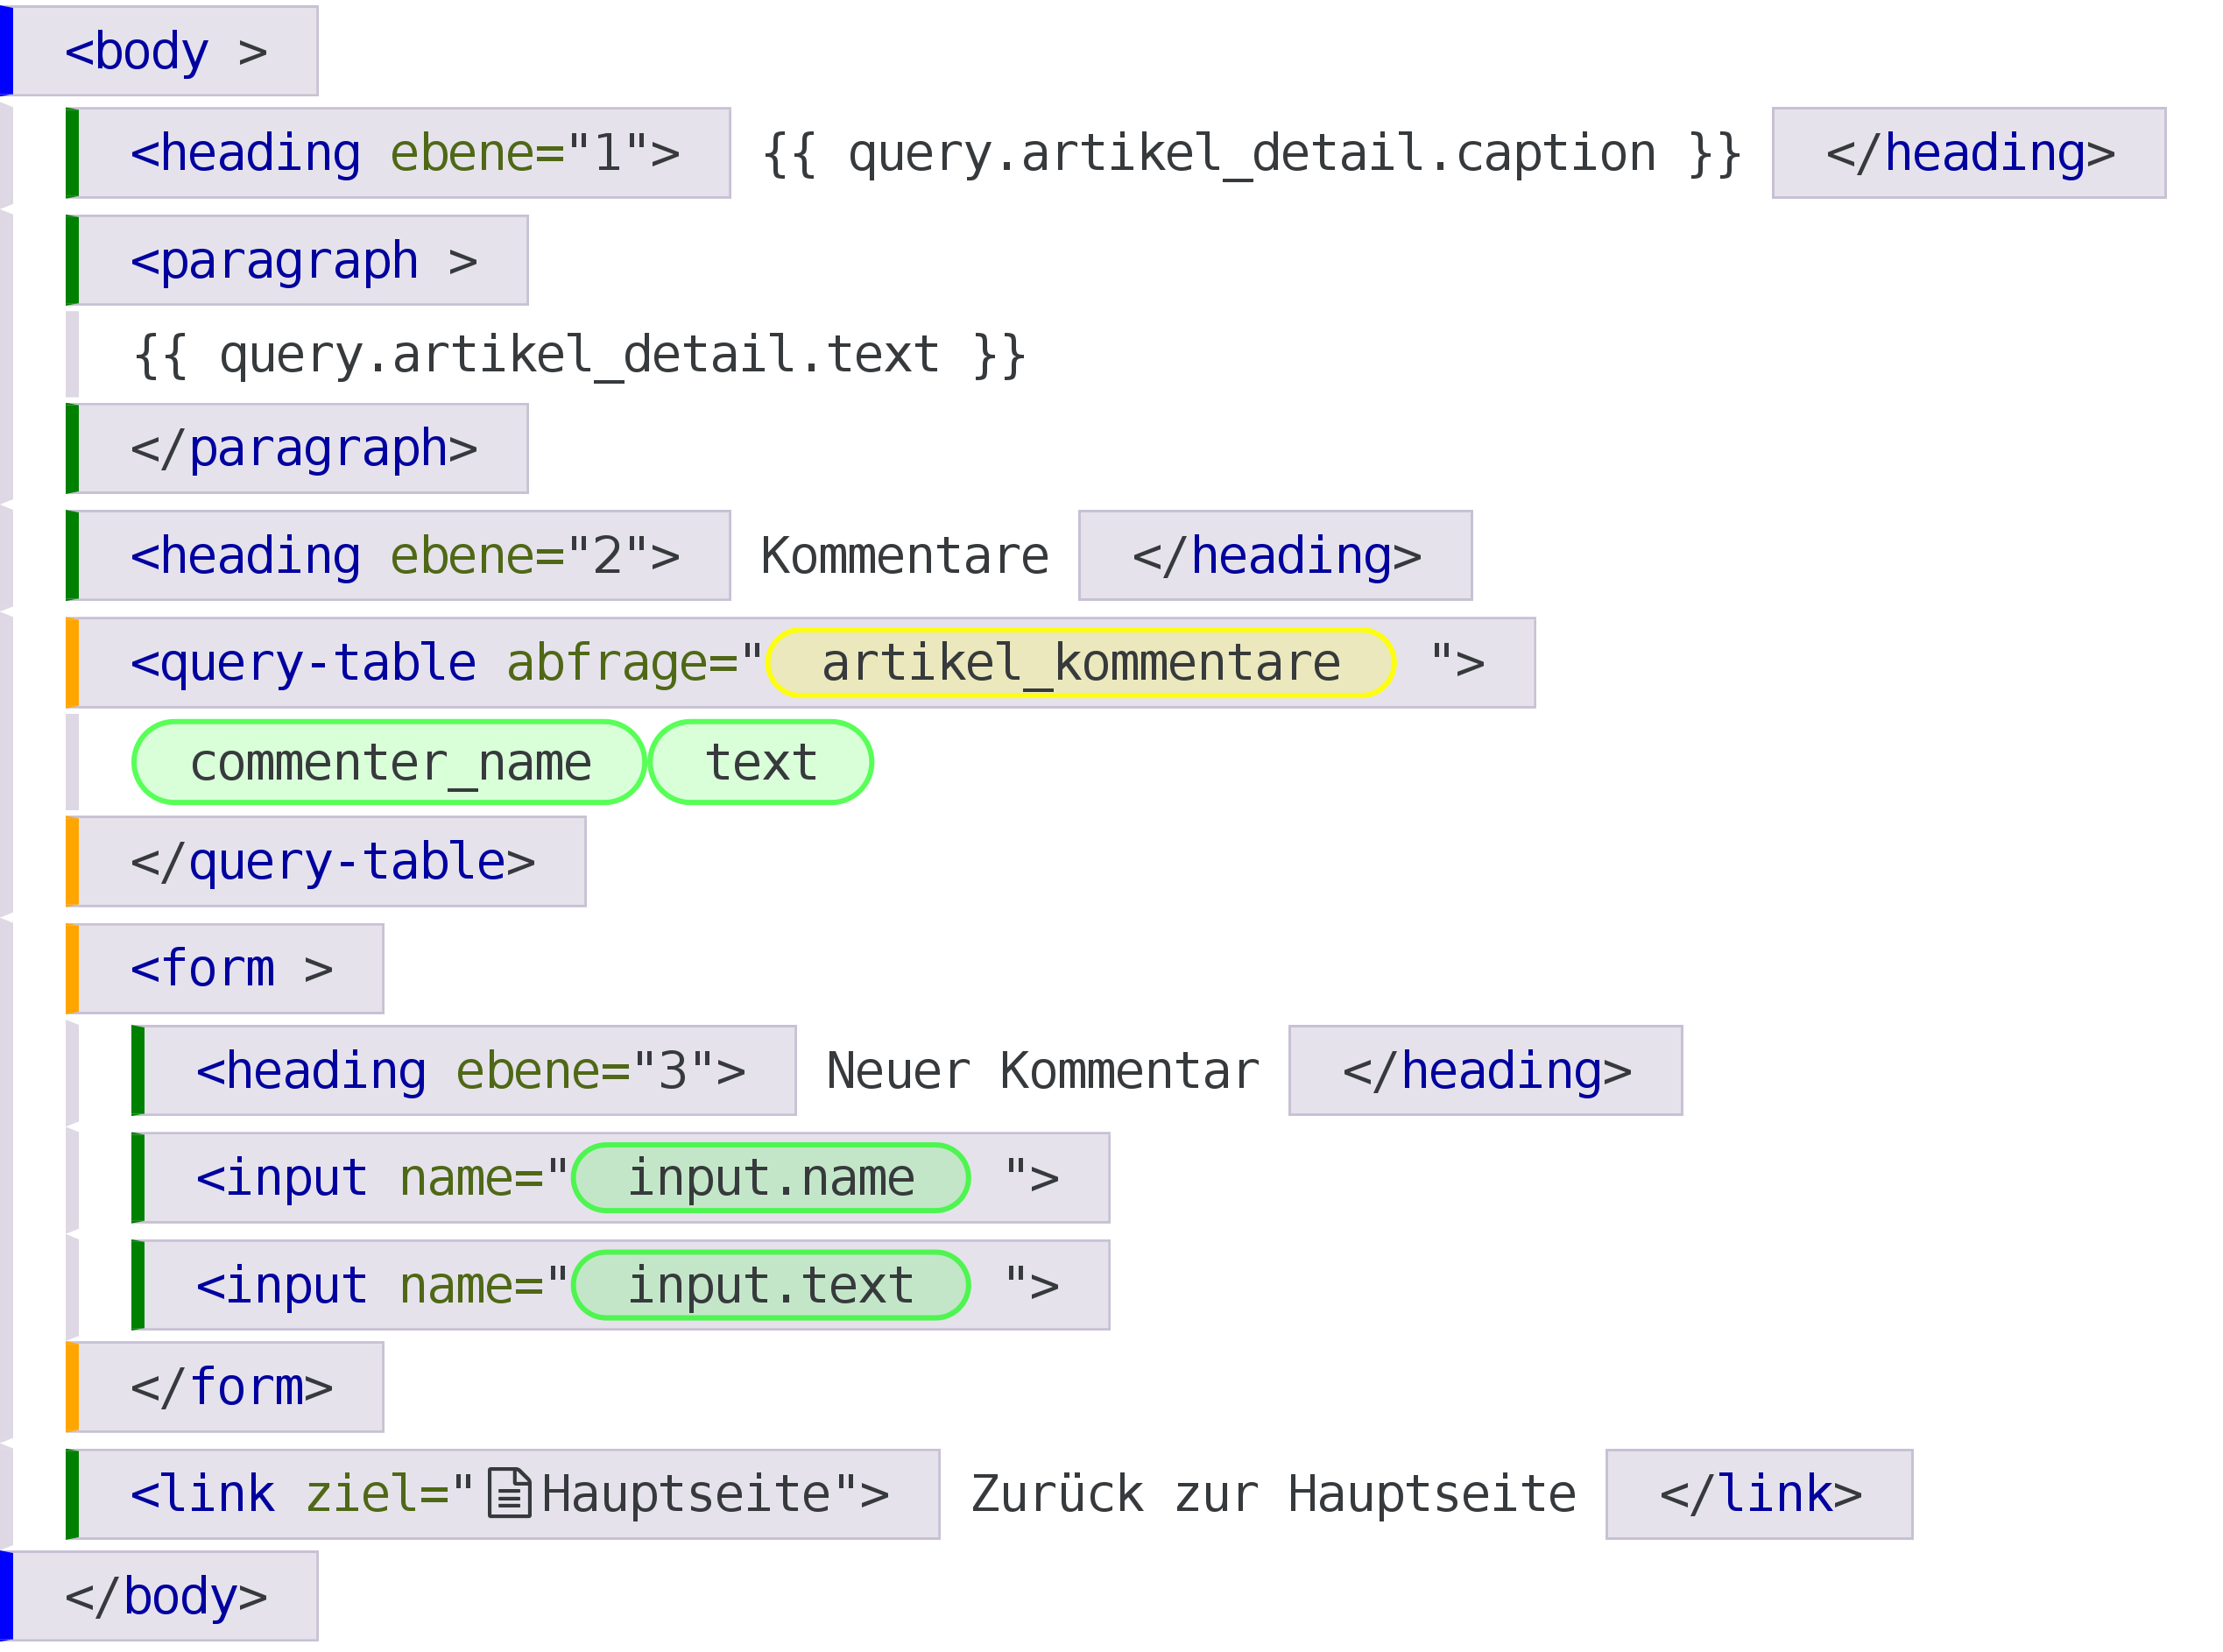 <body >
<heading ebene="1"> {{ query.artikel_detail.caption }} </heading>
<paragraph >
{{ query.artikel_detail.text }}
</paragraph>
<heading ebene="2"> Kommentare </heading>
<query-table abfrage=" artikel_kommentare ">
commenter_name text
</query-table>
<form >
<heading ebene="3"> Neuer Kommentar </heading>
<input name=" input.name ">
<input name=" input.text ">
</form>
<link ziel="Hauptseite"> Zurück zur Hauptseite </link>
</body>